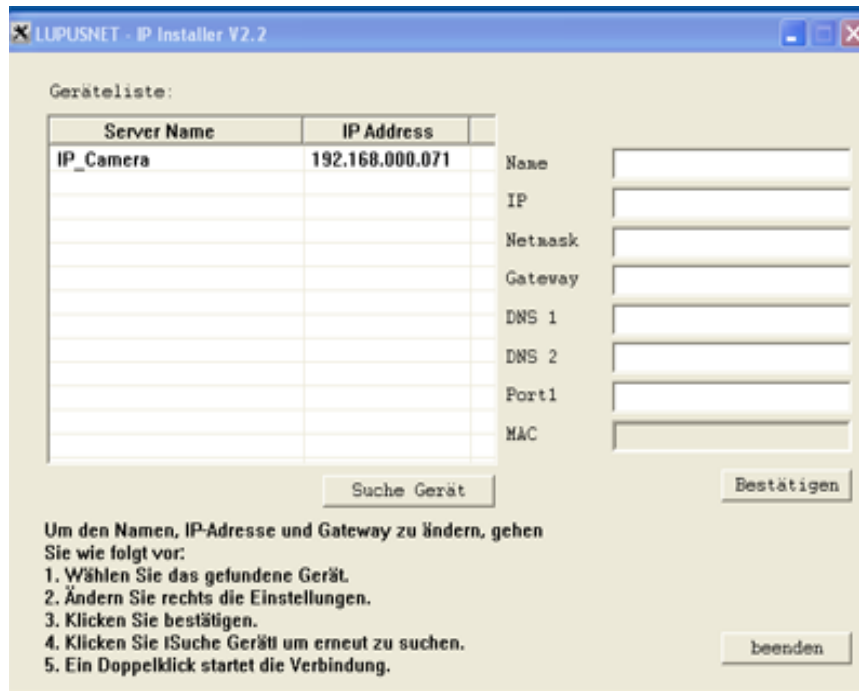 LUPUSNET - IP Installer V2.2
Geräteliste:
Server Name IP Address
IP_Camera 192.168.000.071
Name
IP
Netmask
Gateway
DNS 1
DNS 2
Port1
MAC
Suche Gerät
Bestätigen
Um den Namen, IP-Adresse und Gateway zu ändern, gehen
Sie wie folgt vor:
1. Wählen Sie das gefundene Gerät.
2. Ändern Sie rechts die Einstellungen.
3. Klicken Sie bestätigen.
4. Klicken Sie ISuche GerätI um erneut zu suchen.
5. Ein Doppelklick startet die Verbindung.
beenden